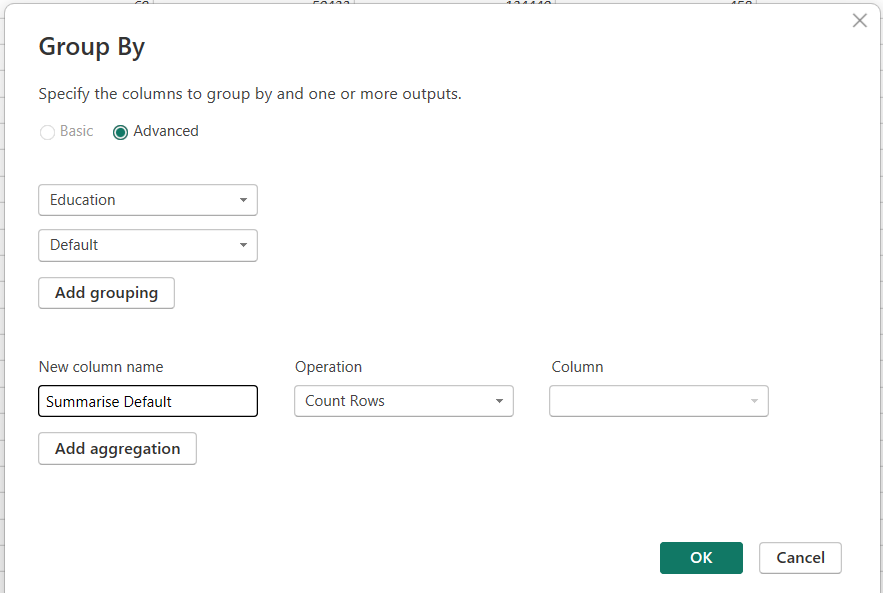 Group By
Specify the columns to group by and one or more outputs.
Basic Advanced
Education
Default
Add grouping
New column name Operation Column
Summarise Default Count Rows
Add aggregation
OK Cancel